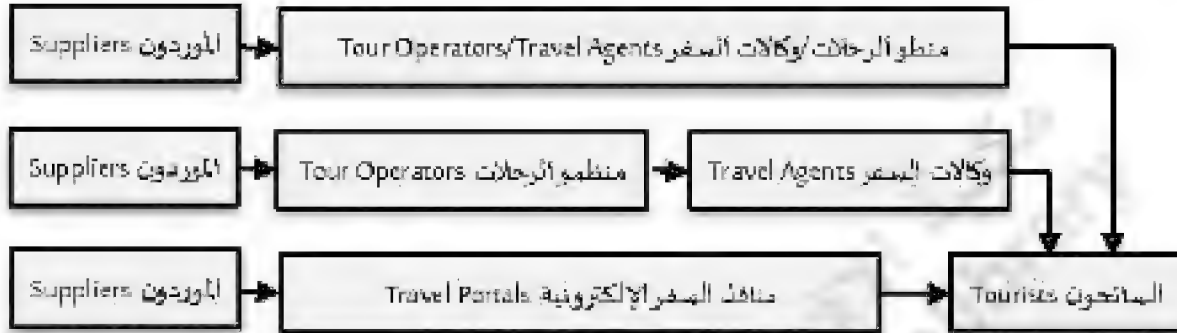 الموردون Suppliers
منظمو الرحلات/وكالات السفر Tour Operators/Travel Agents
الموردون Suppliers
منظمو الرحلات Tour Operators
وكالات السفر Travel Agents
الموردون Suppliers
منافذ السفر الإلكترونية Travel Portals
السائحون Tourists